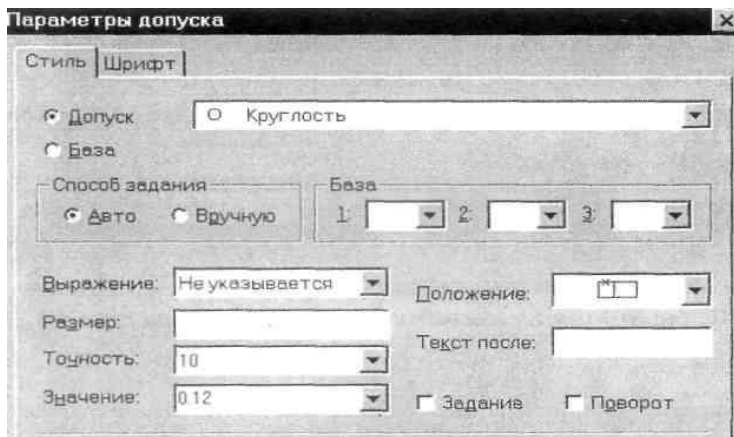 Параметры допуска
Стиль Шрифт
Допуск О Круглость
База
Способ задания База
Авто Вручную 1: 2: 3:
Выражение: Не указывается Положение:
Размер: Текст после:
Точность: 10
Значение: 0.12 Задание Поворот